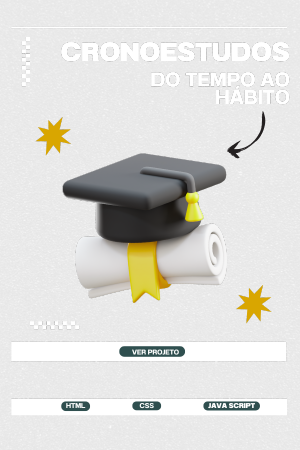 CRONOESTUDOS
DO TEMPO AO
HÁBITO
VER PROJETO
HTML
CSS
JAVA SCRIPT